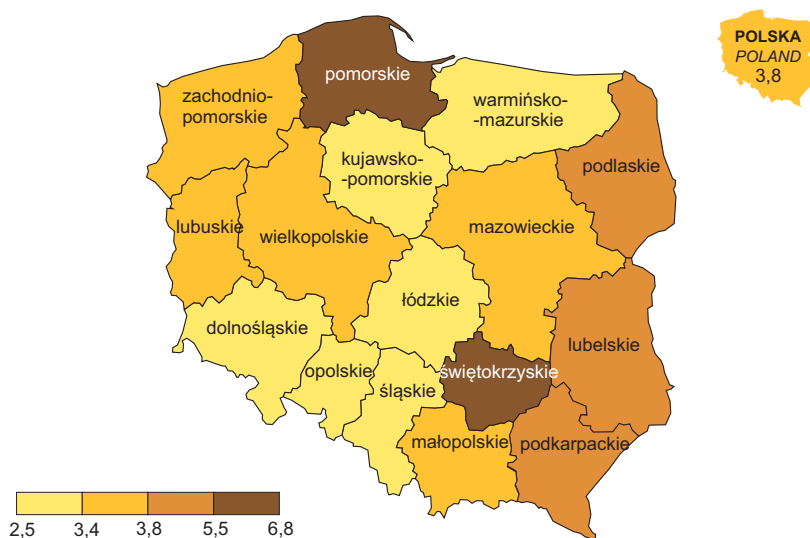 POLSKA
POLAND
3,8
pomorskie
zachodnio-
-pomorskie
warmińsko-
-mazurskie
kujawsko-
-pomorskie
podlaskie
lubuskie
wielkopolskie
mazowieckie
łódzkie
dolnośląskie
lubelskie
opolskie
śląskie
świętokrzyskie
małopolskie
podkarpackie
2,5
3,4
3,8
5,5
6,8